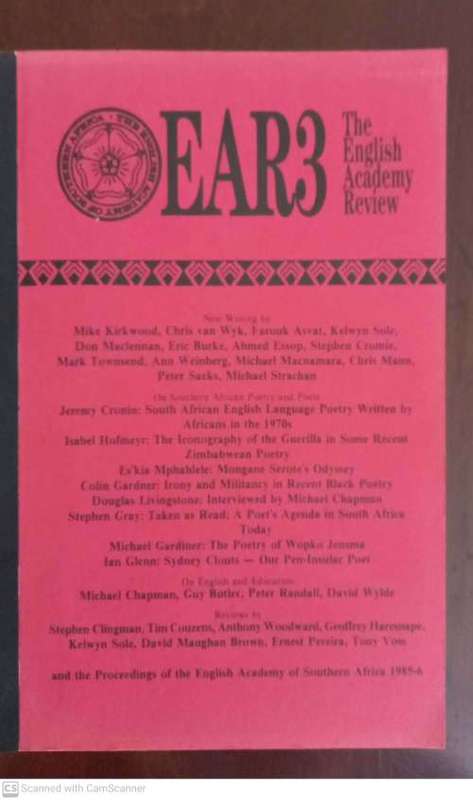 THE ENGLISH ACADEMY OF SOUTHERN AFRICA
EAR3
The
English
Academy
Review
New Writing by
Mike Kirkwood, Chris van Wyk, Farouk Asvat, Kelwyn Sole,
Don Maclennan, Eric Burke, Ahmed Essop, Stephen Cromie,
Mark Townsend, Ann Weinberg, Michael Macnamara, Chris Mann,
Peter Sacks, Michael Strachan
On Southern African Poetry and Poets
Jeremy Cronin: South African English Language Poetry Written by
Africans in the 1970s
Isabel Hofmeyr: The Iconography of the Guerilla in Some Recent
Zimbabwean Poetry
Es'kia Mphahlele: Mongane Serote's Odyssey
Colin Gardner: Irony and Militancy in Recent Black Poetry
Douglas Livingstone: Interviewed by Michael Chapman
Stephen Gray: Taken as Read: A Poet's Agenda in South Africa
Today
Michael Gardiner: The Poetry of Wopko Jensma
Ian Glenn: Sydney Clouts — Our Pen-Insular Poet
On English and Education
Michael Chapman, Guy Butler, Peter Randall, David Wylde
Reviews by
Stephen Clingman, Tim Couzens, Anthony Woodward, Geoffrey Haresnape,
Kelwyn Sole, David Maughan Brown, Ernest Pereira, Tony Voss
and the Proceedings of the English Academy of Southern Africa 1985-6
CS Scanned with CamScanner